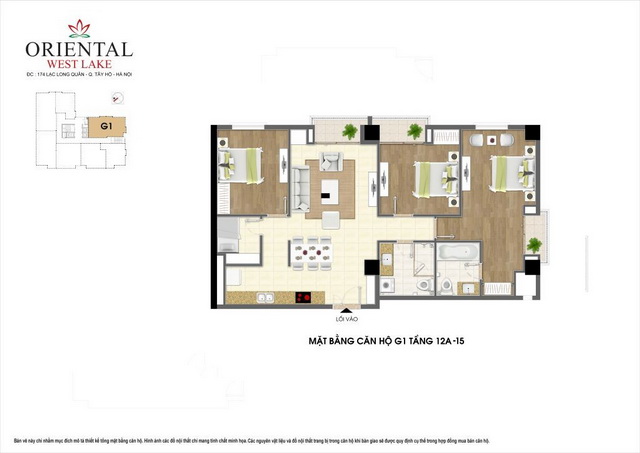 ORIENTAL
WEST LAKE
ĐC : 174 LẠC LONG QUÂN - Q. TÂY HỒ - HÀ NỘI
G1
LỐI VÀO
MẶT BẰNG CĂN HỘ G1 TẦNG 12A-15
Bản vẽ này chỉ nhằm mục đích mô tả thiết kế tổng mặt bằng căn hộ. Hình ảnh các đồ nội thất chỉ mang tính chất minh họa. Các nguyên vật liệu và đồ nội thất trang bị trong căn hộ khi bàn giao sẽ được quy định cụ thể trong hợp đồng mua bán căn hộ.